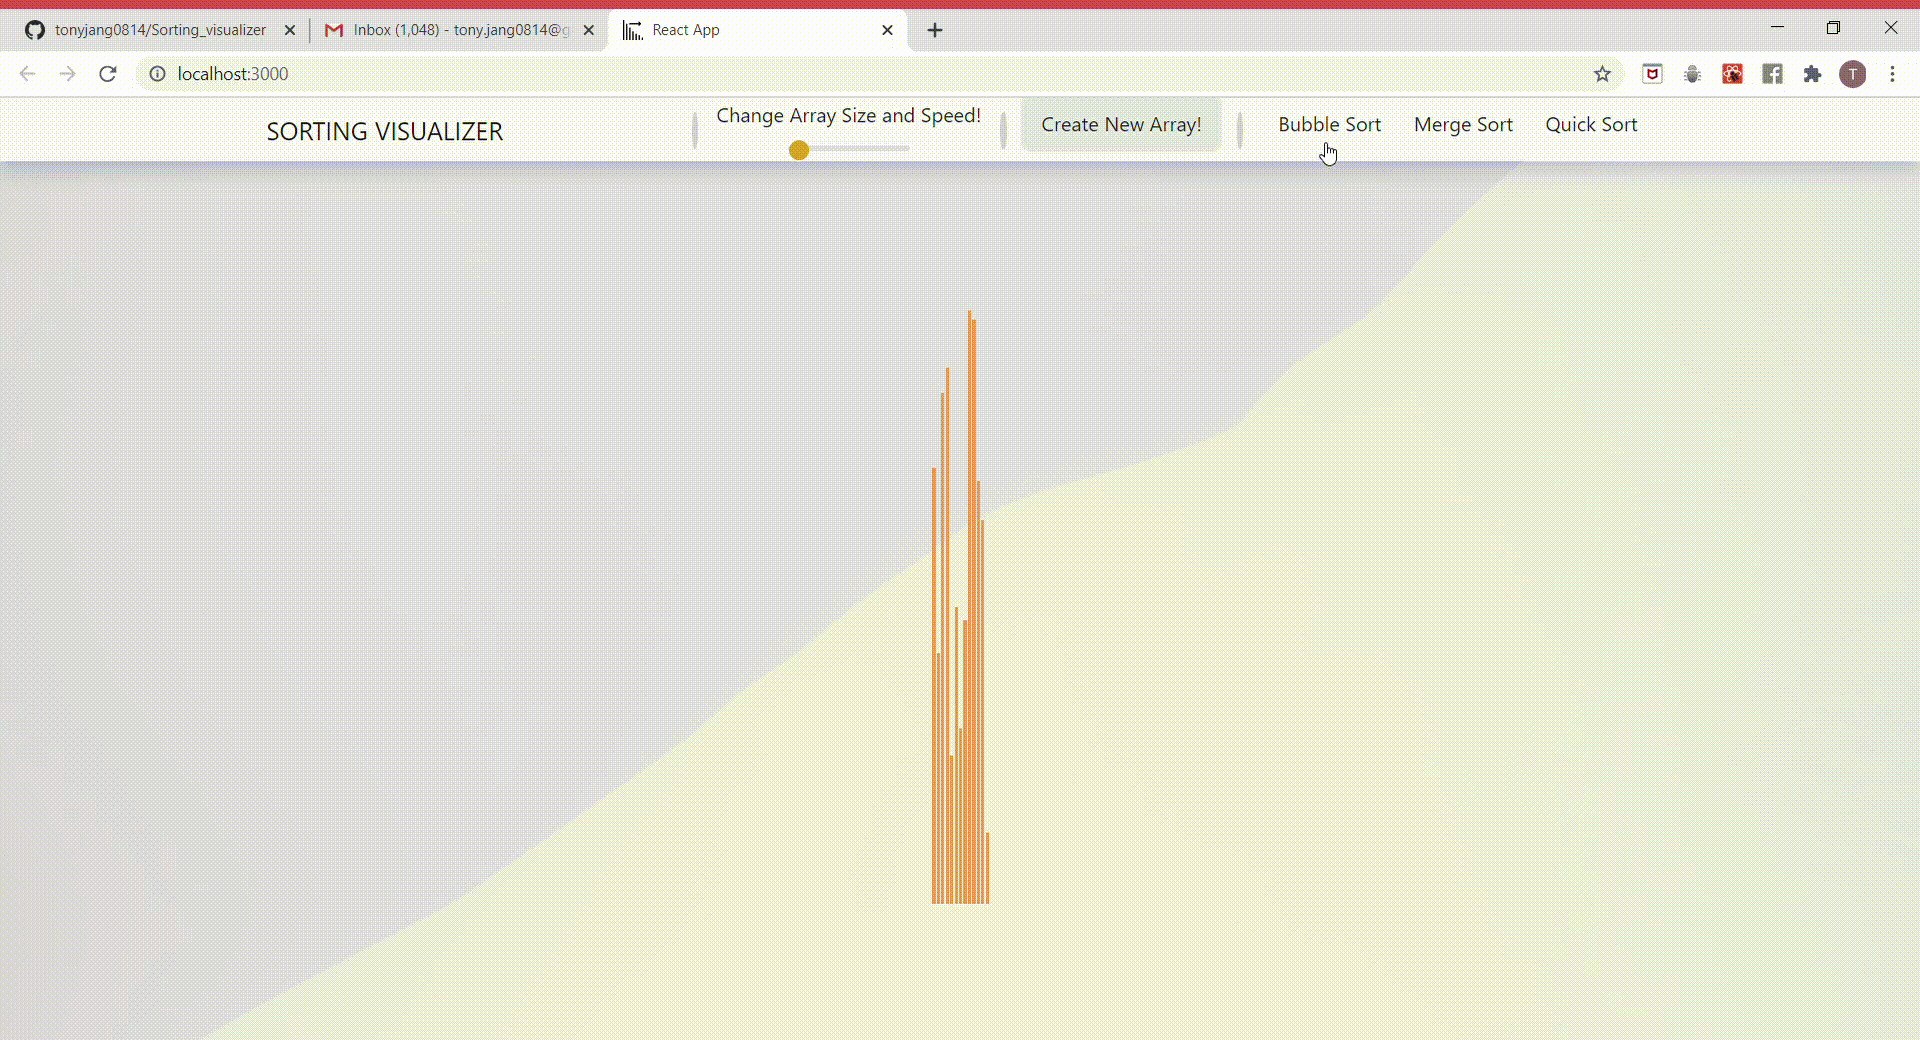 tonyjang0814/Sorting_visualizer
Inbox (1,048) - tony.jang0814@g
React App
localhost:3000
T
SORTING VISUALIZER
Change Array Size and Speed!
Create New Array!
Bubble Sort
Merge Sort
Quick Sort